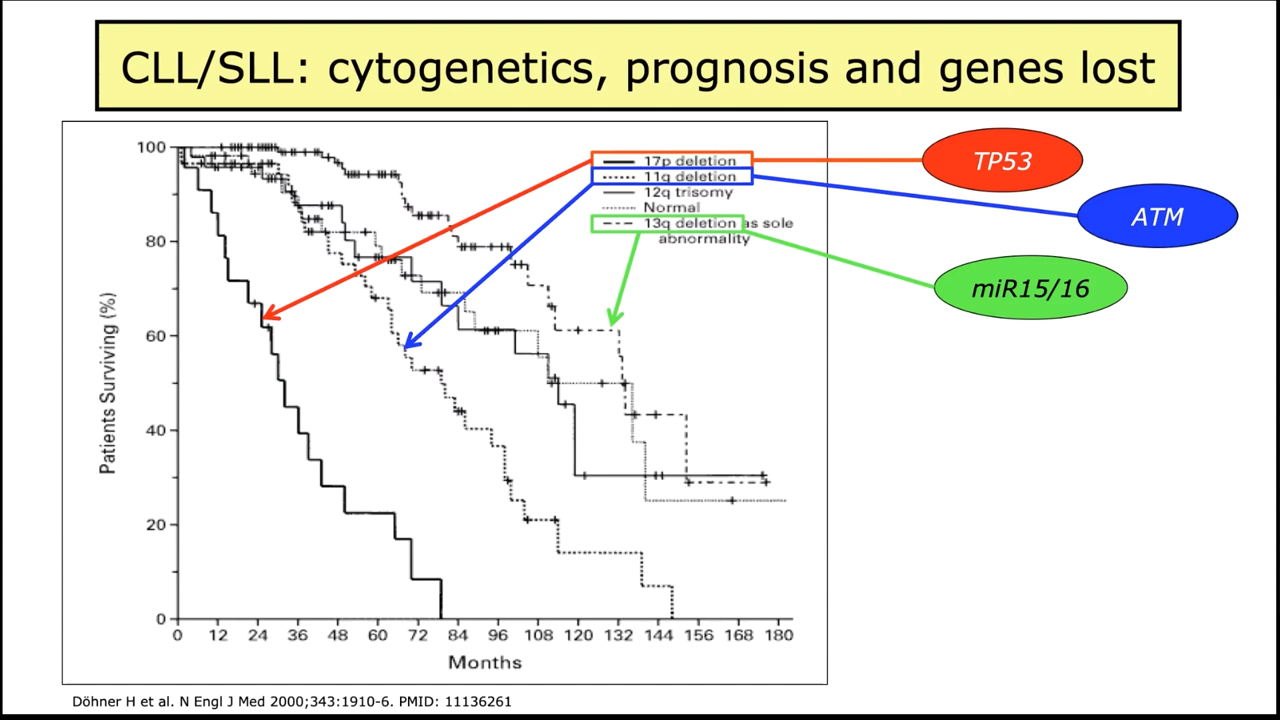 CLL/SLL: cytogenetics, prognosis and genes lost
100
80
60
40
20
0
Patients Surviving (%)
17p deletion
11q deletion
12q trisomy
Normal
13q deletion as sole
abnormality
TP53
ATM
miR15/16
0 12 24 36 48 60 72 84 96 108 120 132 144 156 168 180
Months
Döhner H et al. N Engl J Med 2000;343:1910-6. PMID: 11136261